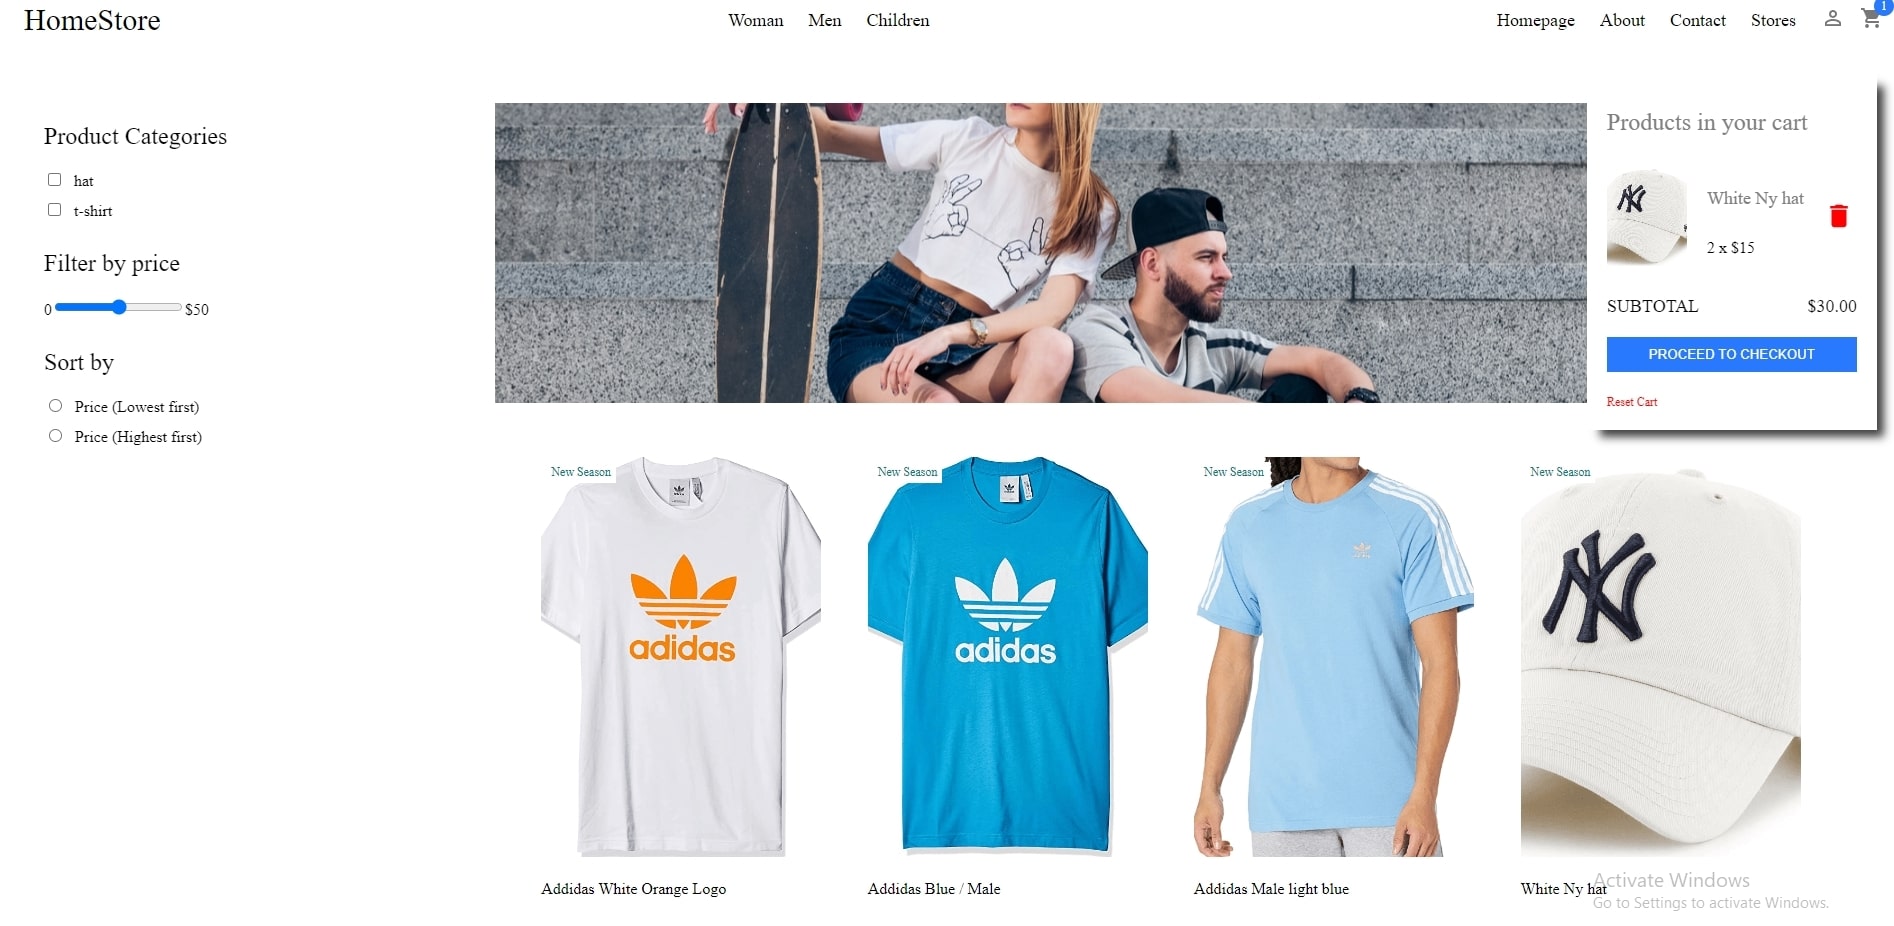 HomeStore
Woman Men Children
Homepage About Contact Stores
1
Product Categories
hat
t-shirt
Filter by price
0 $50
Sort by
Price (Lowest first)
Price (Highest first)
Products in your cart
NY
White Ny hat
2 x $15
SUBTOTAL $30.00
PROCEED TO CHECKOUT
Reset Cart
New Season
adidas
Addidas White Orange Logo
New Season
adidas
Addidas Blue / Male
New Season
Addidas Male light blue
New Season
NY
White Ny hat
Activate Windows
Go to Settings to activate Windows.